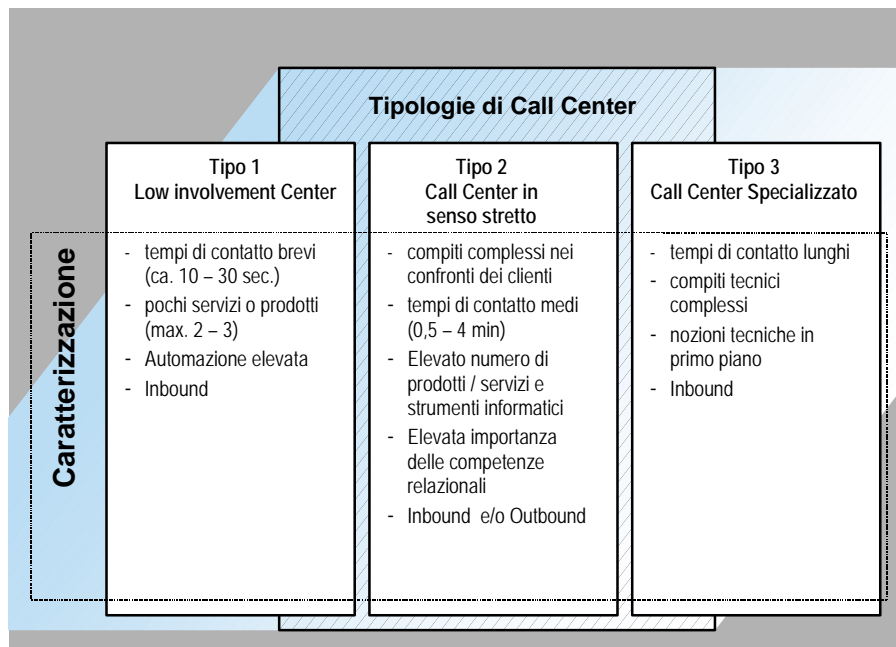 Tipologie di Call Center
Tipo 1
Low involvement Center
Tipo 2
Call Center in
senso stretto
Tipo 3
Call Center Specializzato
Caratterizzazione
- tempi di contatto brevi
(ca. 10 – 30 sec.)
- pochi servizi o prodotti
(max. 2 – 3)
- Automazione elevata
- Inbound
- compiti complessi nei
confronti dei clienti
- tempi di contatto medi
(0,5 – 4 min)
- Elevato numero di
prodotti / servizi e
strumenti informatici
- Elevata importanza
delle competenze
relazionali
- Inbound e/o Outbound
- tempi di contatto lunghi
- compiti tecnici
complessi
- nozioni tecniche in
primo piano
- Inbound